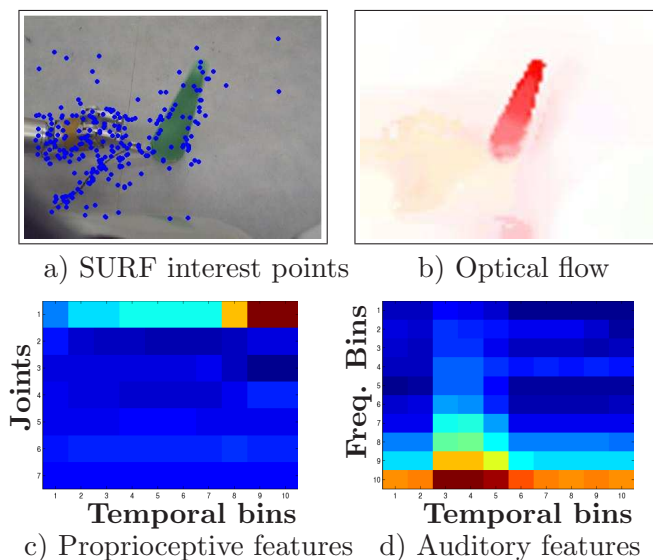 a) SURF interest points
b) Optical flow
Joints
1
2
3
4
5
6
7
1 2 3 4 5 6 7 8 9 10
Temporal bins
c) Proprioceptive features
Freq. Bins
1
2
3
4
5
6
7
8
9
10
1 2 3 4 5 6 7 8 9 10
Temporal bins
d) Auditory features